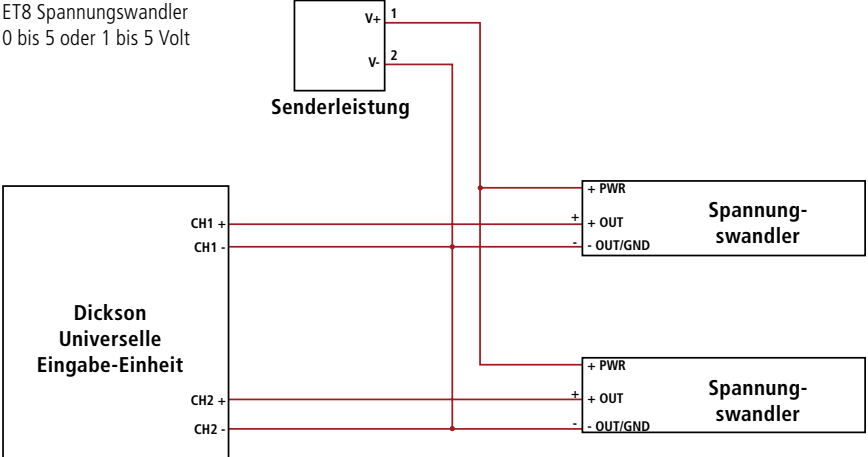 ET8 Spannungswandler
0 bis 5 oder 1 bis 5 Volt
V+ 1
V- 2
Senderleistung
+ PWR
+ + OUT
- - OUT/GND
Spannung-
swandler
CH1 +
CH1 -
Dickson
Universelle
Eingabe-Einheit
CH2 +
CH2 -
+ PWR
+ + OUT
- - OUT/GND
Spannung-
swandler